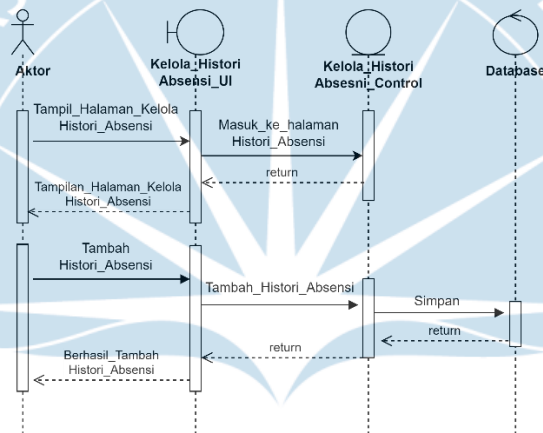 Aktor
Kelola_Histori
Absensi_UI
Kelola_Histori
Absesni_Control
Database
Tampil_Halaman_Kelola
Histori_Absensi
Masuk_ke_halaman
Histori_Absensi
return
Tampilan_Halaman_Kelola
Histori_Absensi
Tambah
Histori_Absensi
Tambah_Histori_Absensi
Simpan
return
return
Berhasil_Tambah
Histori_Absensi